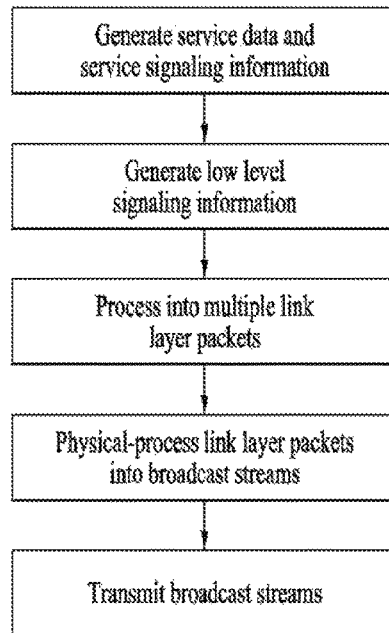 Generate service data and
service signaling information
Generate low level
signaling information
Process into multiple link
layer packets
Physical-process link layer packets
into broadcast streams
Transmit broadcast streams